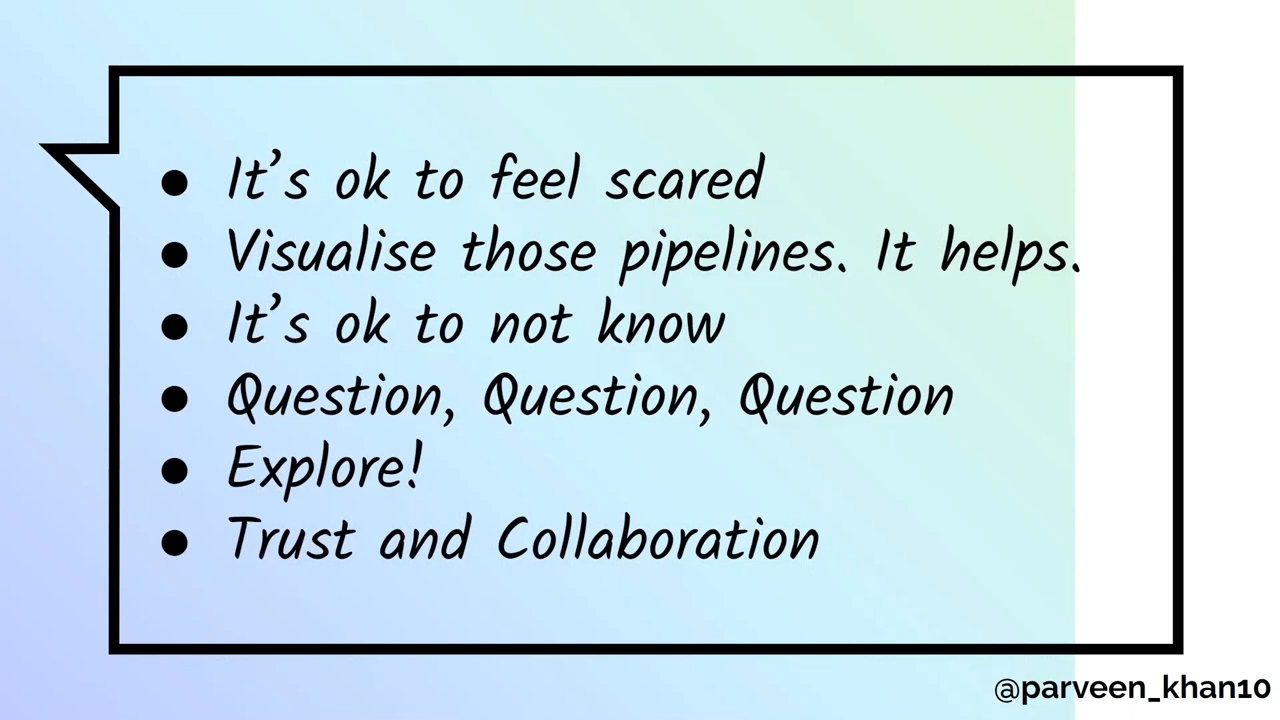 ● It's ok to feel scared
● Visualise those pipelines. It helps.
● It's ok to not know
● Question, Question, Question
● Explore!
● Trust and Collaboration
@parveen_khan10